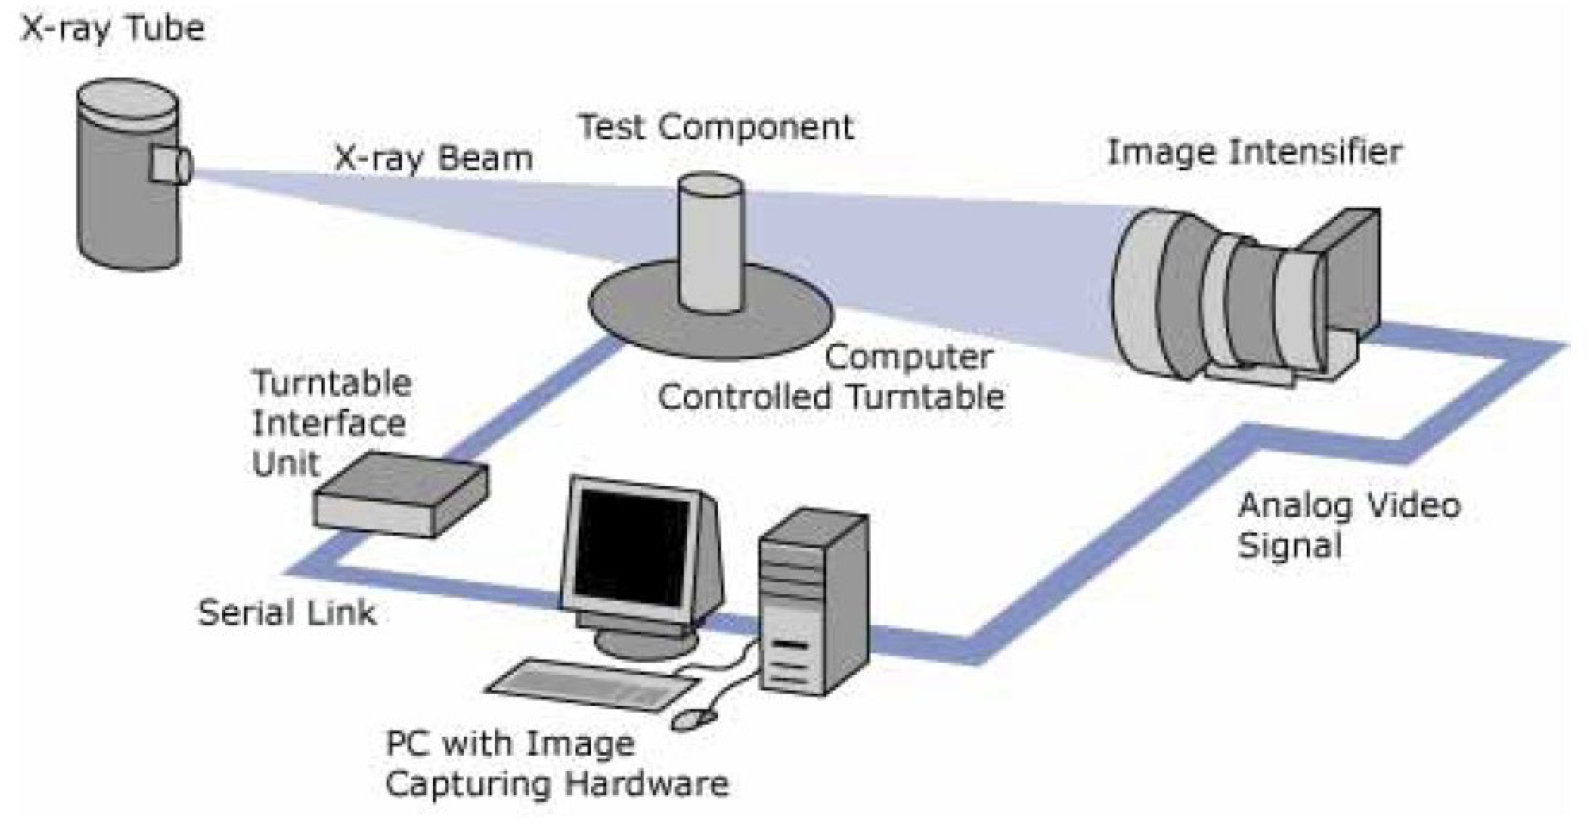 X-ray Tube
Test Component
X-ray Beam
Image Intensifier
Computer
Controlled Turntable
Turntable
Interface
Unit
Analog Video
Signal
Serial Link
PC with Image
Capturing Hardware